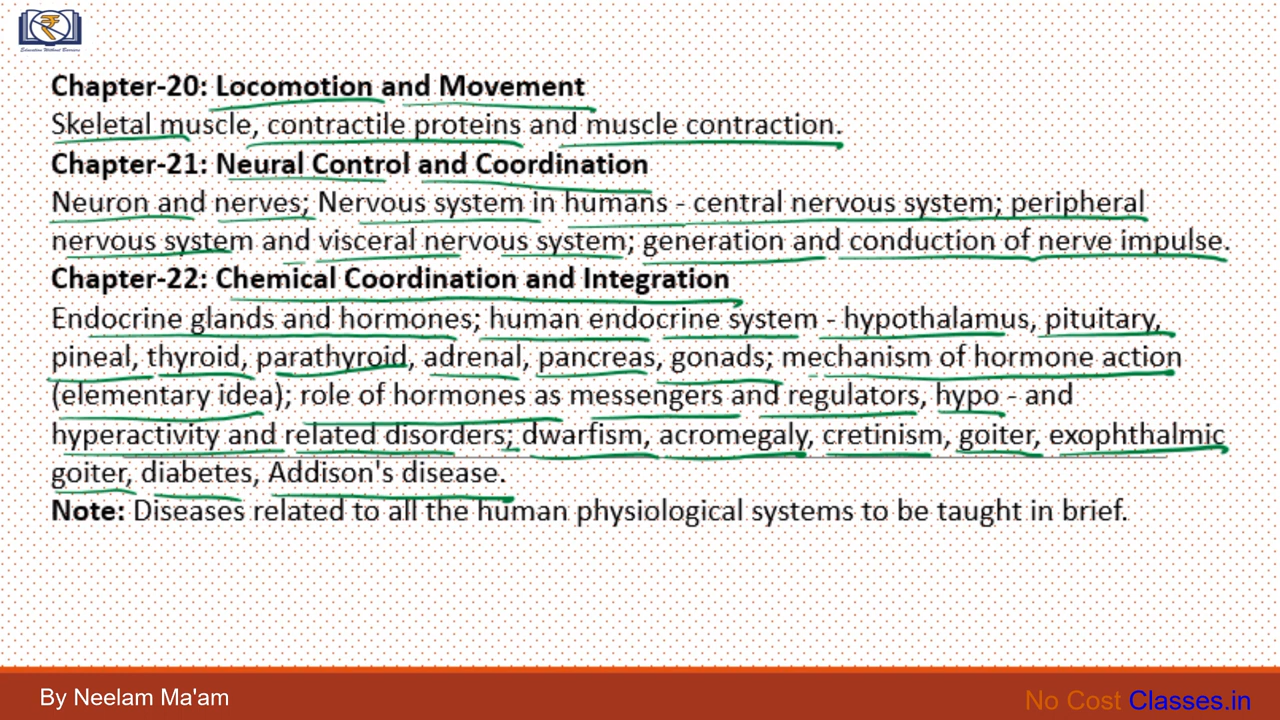 Education Without Barriers
Chapter-20: Locomotion and Movement
Skeletal muscle, contractile proteins and muscle contraction.
Chapter-21: Neural Control and Coordination
Neuron and nerves; Nervous system in humans - central nervous system; peripheral
nervous system and visceral nervous system; generation and conduction of nerve impulse.
Chapter-22: Chemical Coordination and Integration
Endocrine glands and hormones; human endocrine system - hypothalamus, pituitary,
pineal, thyroid, parathyroid, adrenal, pancreas, gonads; mechanism of hormone action
(elementary idea); role of hormones as messengers and regulators, hypo - and
hyperactivity and related disorders; dwarfism, acromegaly, cretinism, goiter, exophthalmic
goiter, diabetes, Addison's disease.
Note: Diseases related to all the human physiological systems to be taught in brief.
By Neelam Ma'am
No Cost Classes.in